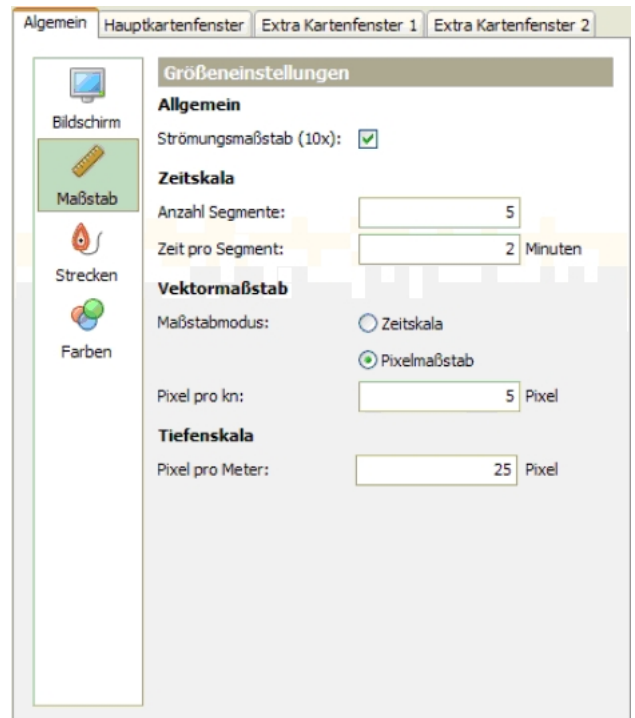 Algemein Hauptkartenfenster Extra Kartenfenster 1 Extra Kartenfenster 2
Bildschirm
Maßstab
Strecken
Farben
Größeneinstellungen
Allgemein
Strömungsmaßstab (10x):
Zeitskala
Anzahl Segmente: 5
Zeit pro Segment: 2 Minuten
Vektormaßstab
Maßstabmodus: Zeitskala
Pixelmaßstab
Pixel pro kn: 5 Pixel
Tiefenskala
Pixel pro Meter: 25 Pixel